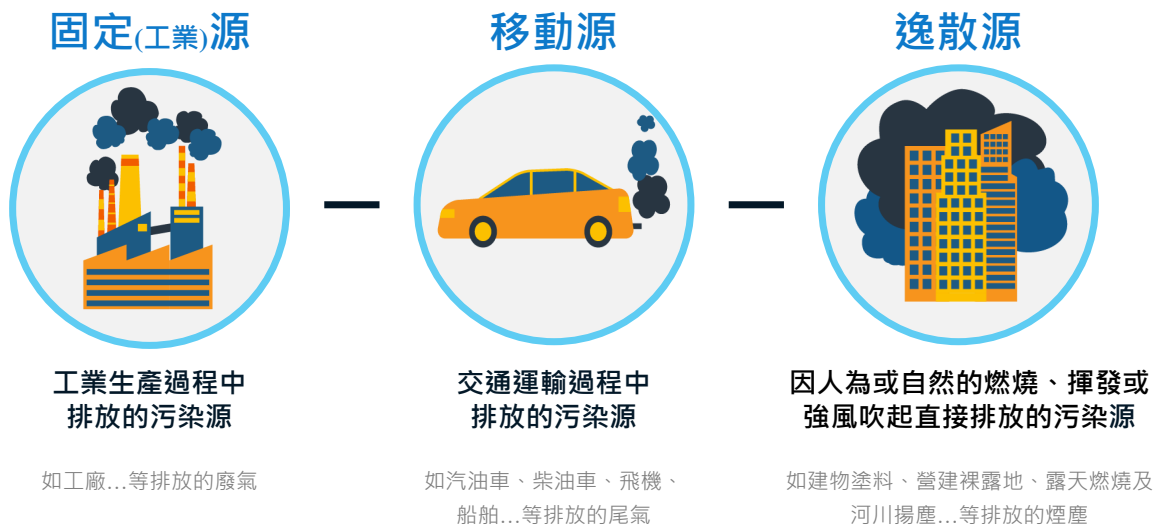 固定(工業)源
工業生產過程中
排放的污染源
如工廠...等排放的廢氣
移動源
交通運輸過程中
排放的污染源
如汽油車、柴油車、飛機、
船舶...等排放的尾氣
逸散源
因人為或自然的燃燒、揮發或
強風吹起直接排放的污染源
如建物塗料、營建裸露地、露天燃燒及
河川揚塵...等排放的煙塵